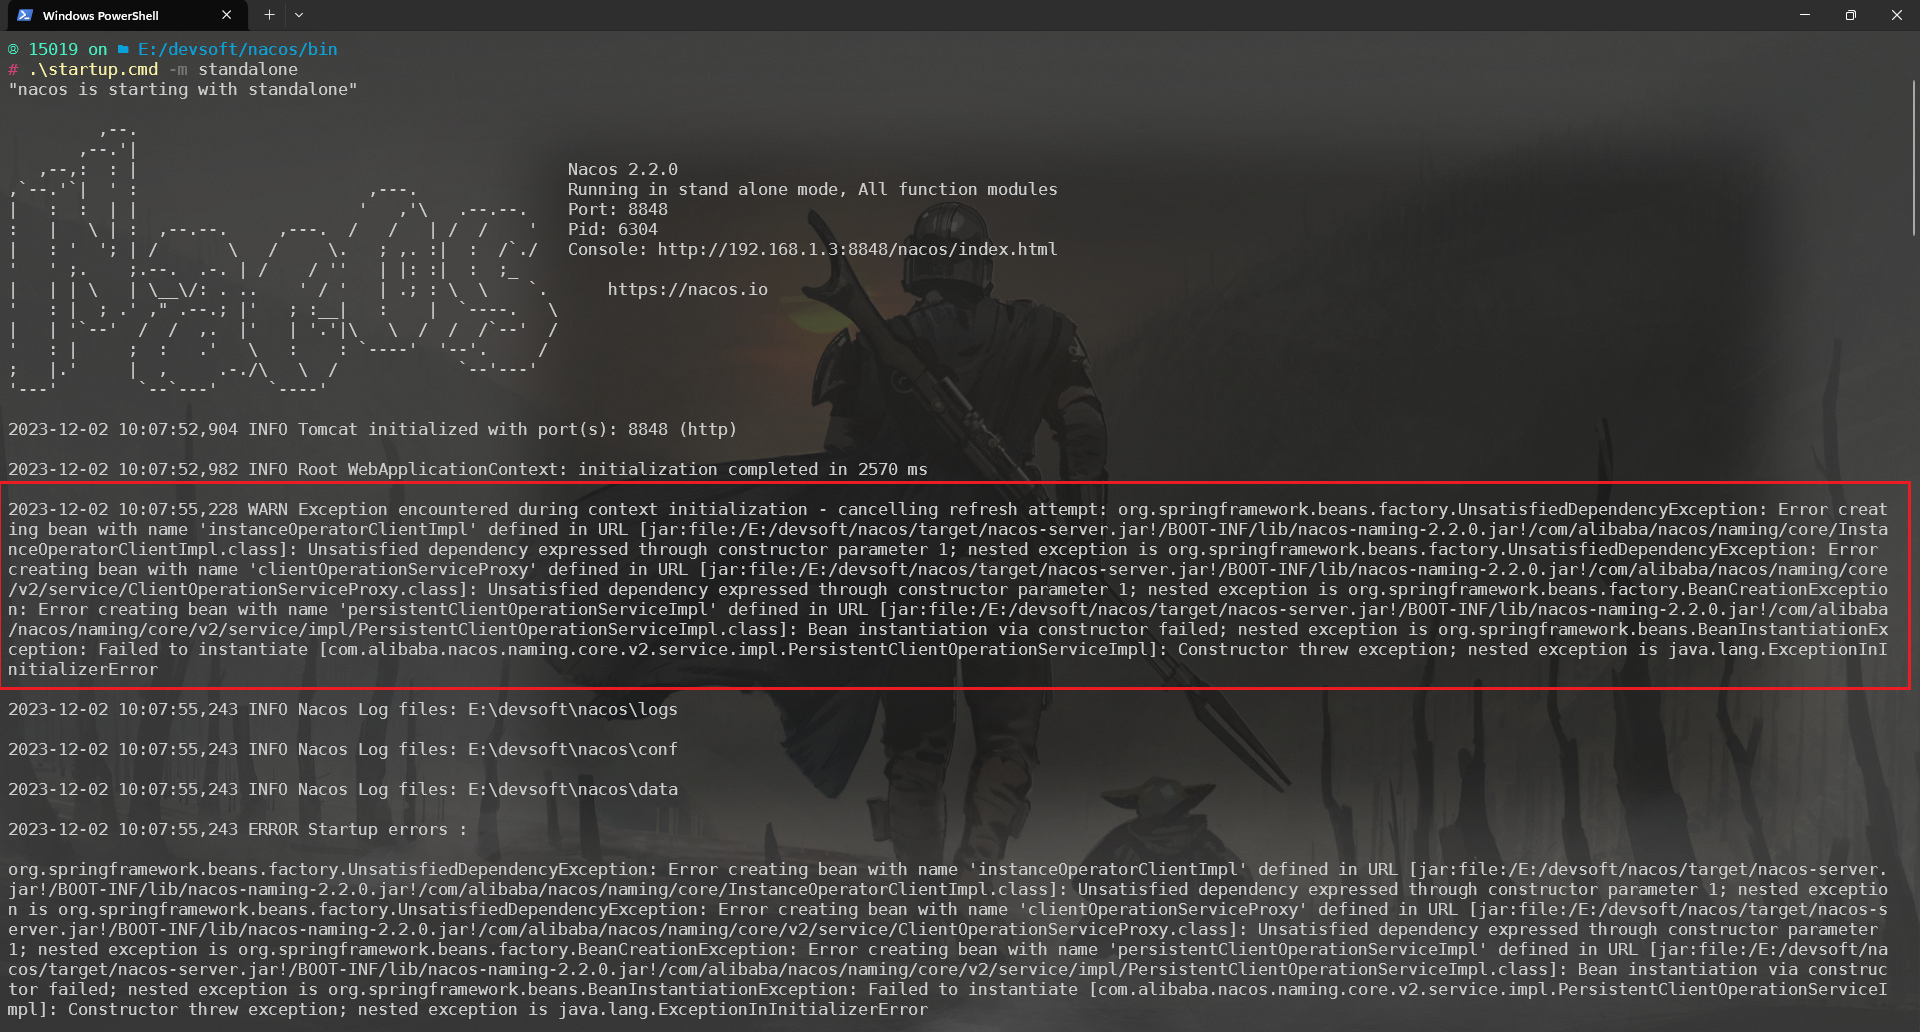 Windows PowerShell
15019 on E:/devsoft/nacos/bin
# .\startup.cmd -m standalone
"nacos is starting with standalone"
Nacos 2.2.0
Running in stand alone mode, All function modules
Port: 8848
Pid: 6304
Console: http://192.168.1.3:8848/nacos/index.html
https://nacos.io
2023-12-02 10:07:52,904 INFO Tomcat initialized with port(s): 8848 (http)
2023-12-02 10:07:52,982 INFO Root WebApplicationContext: initialization completed in 2570 ms
2023-12-02 10:07:55,228 WARN Exception encountered during context initialization - cancelling refresh attempt: org.springframework.beans.factory.UnsatisfiedDependencyException: Error creat
ing bean with name 'instanceOperatorClientImpl' defined in URL [jar:file:/E:/devsoft/nacos/target/nacos-server.jar!/BOOT-INF/lib/nacos-naming-2.2.0.jar!/com/alibaba/nacos/naming/core/Insta
nceOperatorClientImpl.class]: Unsatisfied dependency expressed through constructor parameter 1; nested exception is org.springframework.beans.factory.UnsatisfiedDependencyException: Error
creating bean with name 'clientOperationServiceProxy' defined in URL [jar:file:/E:/devsoft/nacos/target/nacos-server.jar!/BOOT-INF/lib/nacos-naming-2.2.0.jar!/com/alibaba/nacos/naming/core
/v2/service/ClientOperationServiceProxy.class]: Unsatisfied dependency expressed through constructor parameter 1; nested exception is org.springframework.beans.factory.BeanCreationExceptio
n: Error creating bean with name 'persistentClientOperationServiceImpl' defined in URL [jar:file:/E:/devsoft/nacos/target/nacos-server.jar!/BOOT-INF/lib/nacos-naming-2.2.0.jar!/com/alibaba
/nacos/naming/core/v2/service/impl/PersistentClientOperationServiceImpl.class]: Bean instantiation via constructor failed; nested exception is org.springframework.beans.BeanInstantiationEx
ception: Failed to instantiate [com.alibaba.nacos.naming.core.v2.service.impl.PersistentClientOperationServiceImpl]: Constructor threw exception; nested exception is java.lang.ExceptionInI
nitializerError
2023-12-02 10:07:55,243 INFO Nacos Log files: E:\devsoft\nacos\logs
2023-12-02 10:07:55,243 INFO Nacos Log files: E:\devsoft\nacos\conf
2023-12-02 10:07:55,243 INFO Nacos Log files: E:\devsoft\nacos\data
2023-12-02 10:07:55,243 ERROR Startup errors :
org.springframework.beans.factory.UnsatisfiedDependencyException: Error creating bean with name 'instanceOperatorClientImpl' defined in URL [jar:file:/E:/devsoft/nacos/target/nacos-server.
jar!/BOOT-INF/lib/nacos-naming-2.2.0.jar!/com/alibaba/nacos/naming/core/InstanceOperatorClientImpl.class]: Unsatisfied dependency expressed through constructor parameter 1; nested exceptio
n is org.springframework.beans.factory.UnsatisfiedDependencyException: Error creating bean with name 'clientOperationServiceProxy' defined in URL [jar:file:/E:/devsoft/nacos/target/nacos-s
erver.jar!/BOOT-INF/lib/nacos-naming-2.2.0.jar!/com/alibaba/nacos/naming/core/v2/service/ClientOperationServiceProxy.class]: Unsatisfied dependency expressed through constructor parameter
1; nested exception is org.springframework.beans.factory.BeanCreationException: Error creating bean with name 'persistentClientOperationServiceImpl' defined in URL [jar:file:/E:/devsoft/na
cos/target/nacos-server.jar!/BOOT-INF/lib/nacos-naming-2.2.0.jar!/com/alibaba/nacos/naming/core/v2/service/impl/PersistentClientOperationServiceImpl.class]: Bean instantiation via construc
tor failed; nested exception is org.springframework.beans.BeanInstantiationException: Failed to instantiate [com.alibaba.nacos.naming.core.v2.service.impl.PersistentClientOperationServiceI
mpl]: Constructor threw exception; nested exception is java.lang.ExceptionInInitializerError